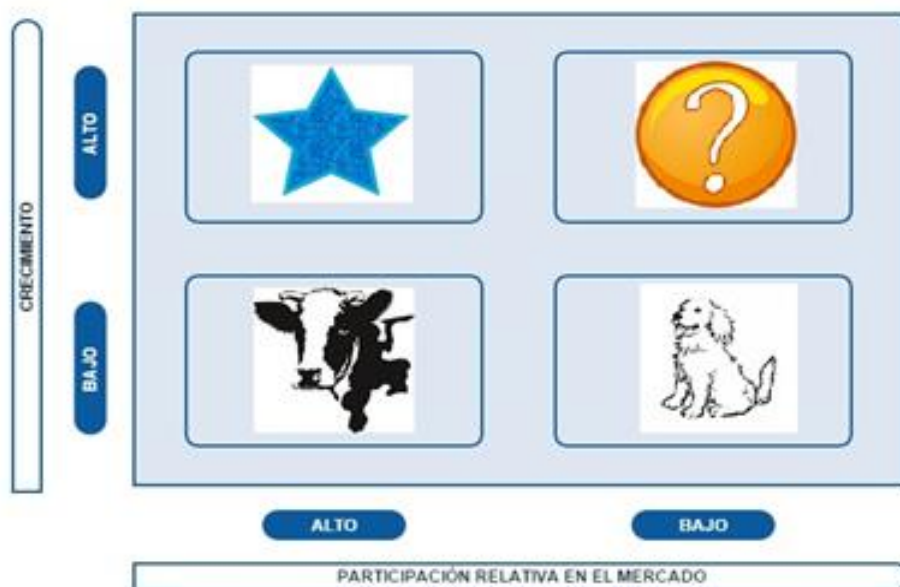 ALTO
?
CRECIMIENTO
BAJO
ALTO
BAJO
PARTICIPACIÓN RELATIVA EN EL MERCADO